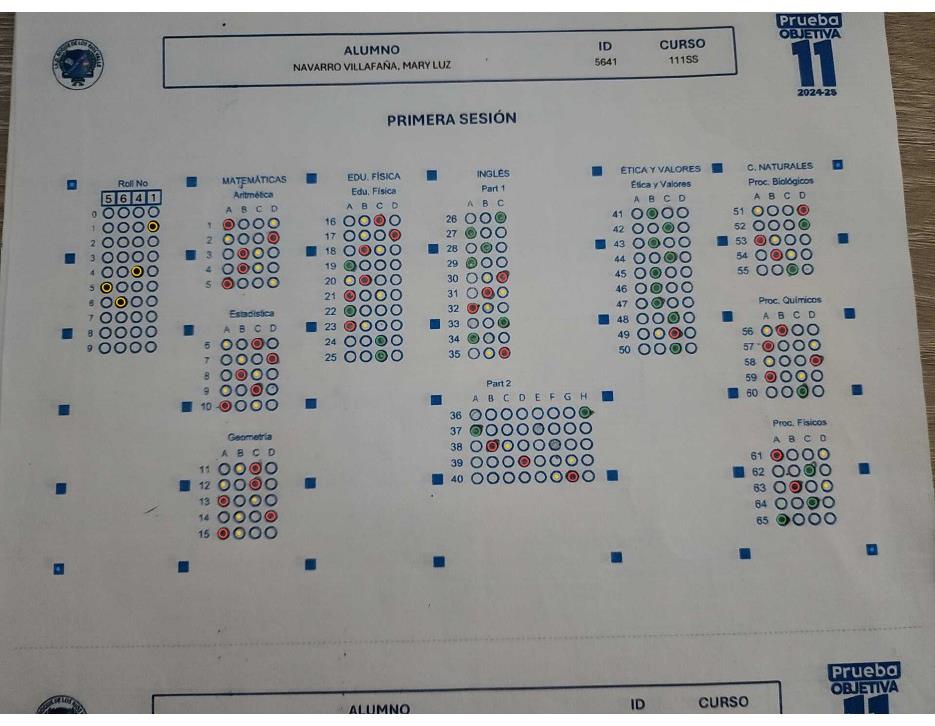 ALUMNO ID CURSO
NAVARRO VILLAFAÑA, MARY LUZ 5641 111SS
Prueba
OBJETIVA
11
2024-25
PRIMERA SESIÓN
Roll No
5 6 4 1
0
1
2
3
4
5
6
7
8
9
MATEMÁTICAS
Aritmética
A B C D
1
2
3
4
5
Estadística
A B C D
6
7
8
9
10
Geometría
A B C D
11
12
13
14
15
EDU. FÍSICA
Edu. Física
A B C D
16
17
18
19
20
21
22
23
24
25
INGLÉS
Part 1
A B C
26
27
28
29
30
31
32
33
34
35
Part 2
A B C D E F G H
36
37
38
39
40
ÉTICA Y VALORES
Ética y Valores
A B C D
41
42
43
44
45
46
47
48
49
50
C. NATURALES
Proc. Biológicos
A B C D
51
52
53
54
55
Proc. Químicos
A B C D
56
57
58
59
60
Proc. Físicos
A B C D
61
62
63
64
65
ALUMNO ID CURSO
Prueba
OBJETIVA
11